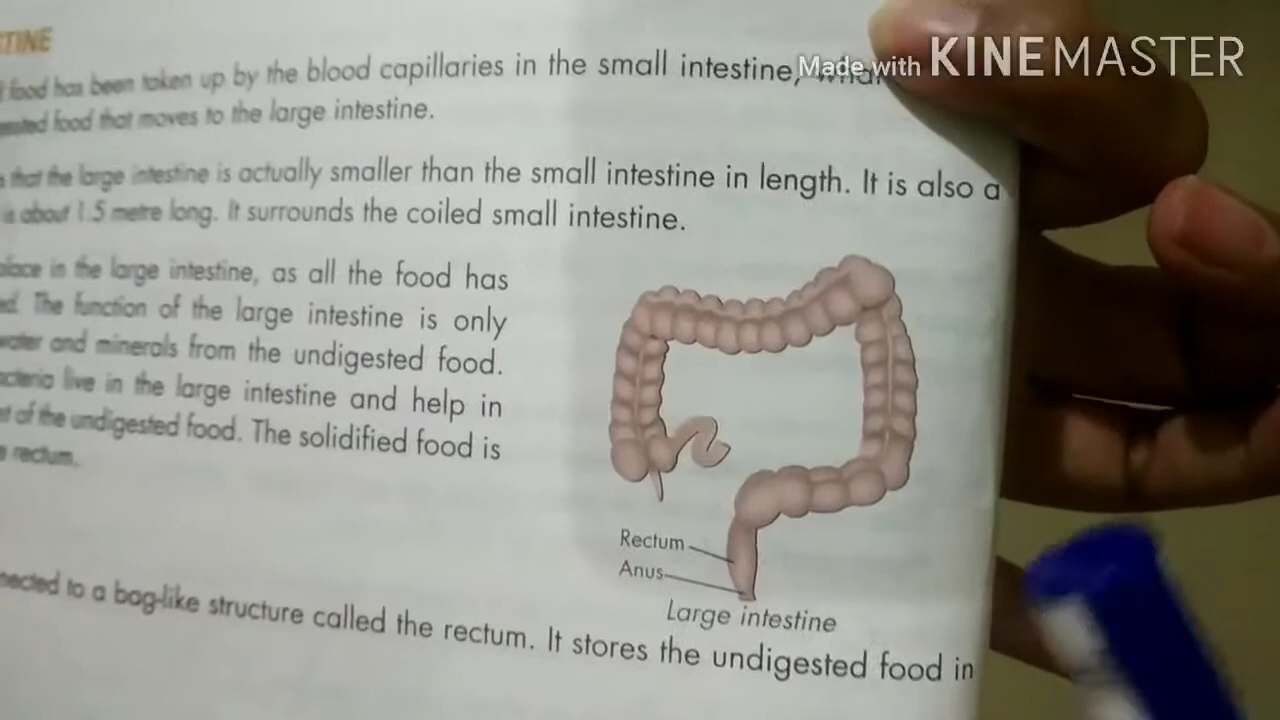 TINE
Made with KINEMASTER
food has been taken up by the blood capillaries in the small intestine,
food that moves to the large intestine.
that the large intestine is actually smaller than the small intestine in length. It is also a
is about 1.5 metre long. It surrounds the coiled small intestine.
in the large intestine, as all the food has
The function of the large intestine is only
water and minerals from the undigested food.
live in the large intestine and help in
of the undigested food. The solidified food is
rectum.
Rectum
Anus
Large intestine
to a bag-like structure called the rectum. It stores the undigested food in